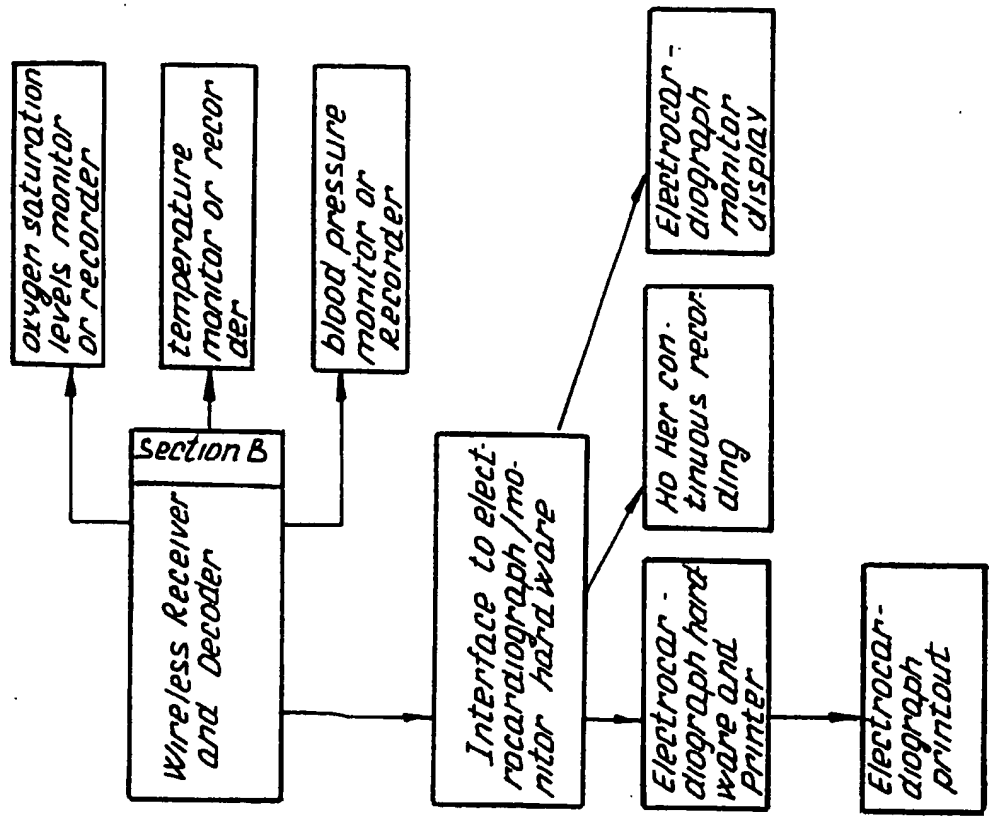 oxygen saturation
levels monitor
or recorder
Wireless Receiver
and Decoder
Section B
temperature
monitor or recor
der
blood pressure
monitor or
Recorder
Interface to elect-
rocardiograph/mo-
nitor hardware
Electrocar-
diograph hard
ware and
Printer
Ho Her con-
tinuous recor-
ding
Electrocar-
diograph
monitor
display
Electrocar-
diograph
printout